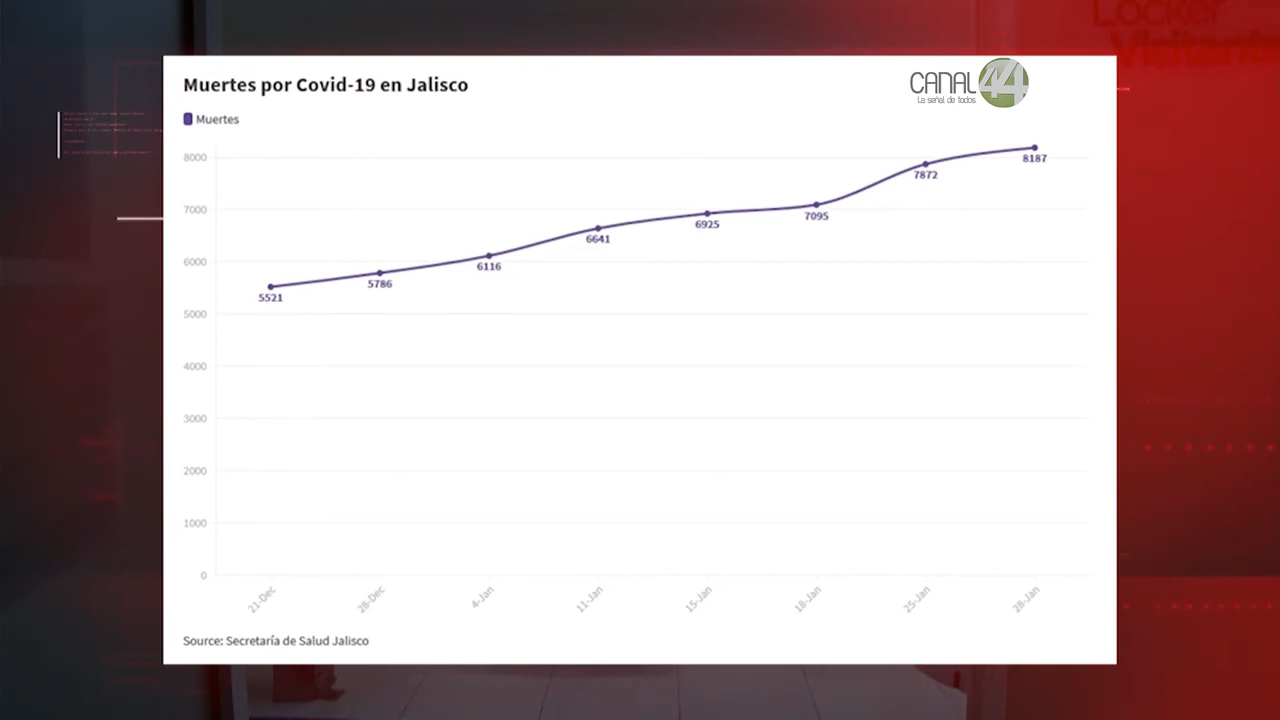 Locker
Visitante
Muertes por Covid-19 en Jalisco
CANAL 44
La señal de todos
Muertes
8000
7000
6000
5000
4000
3000
2000
1000
0
5521
5786
6116
6641
6925
7095
7872
8187
21-Dec
28-Dec
4-Jan
11-Jan
15-Jan
18-Jan
25-Jan
28-Jan
Source: Secretaría de Salud Jalisco